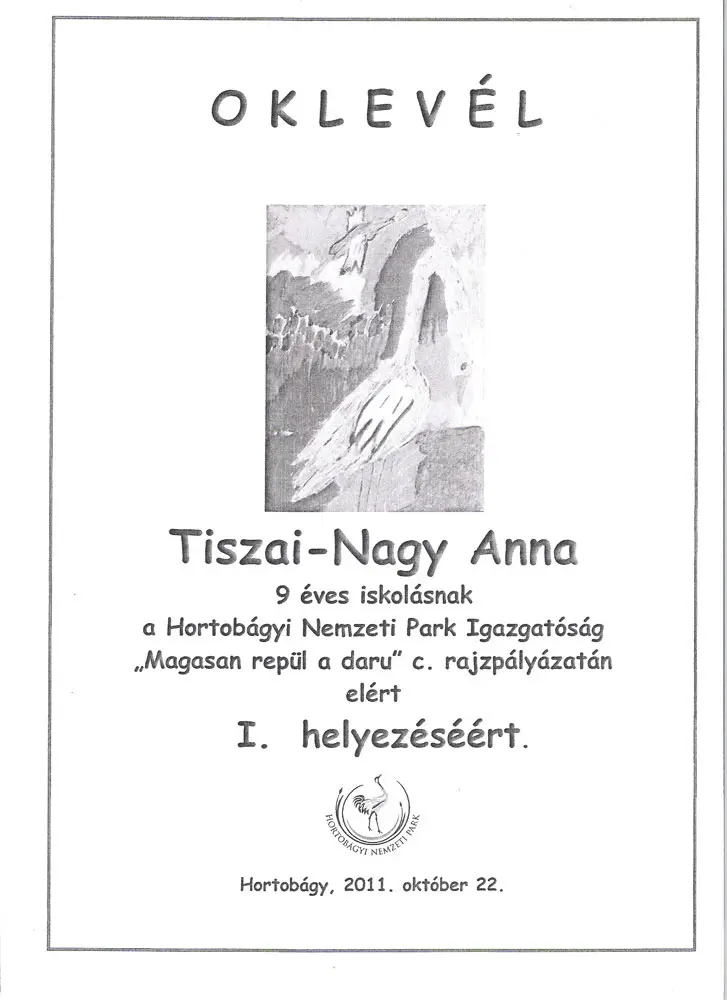 OKLEVÉL
Tiszai-Nagy Anna
9 éves iskolásnak
a Hortobágyi Nemzeti Park Igazgatóság
„Magasan repül a daru” c. rajzpályázatán
elért
I. helyezéséért.
HORTOBÁGYI NEMZETI PARK
Hortobágy, 2011. október 22.